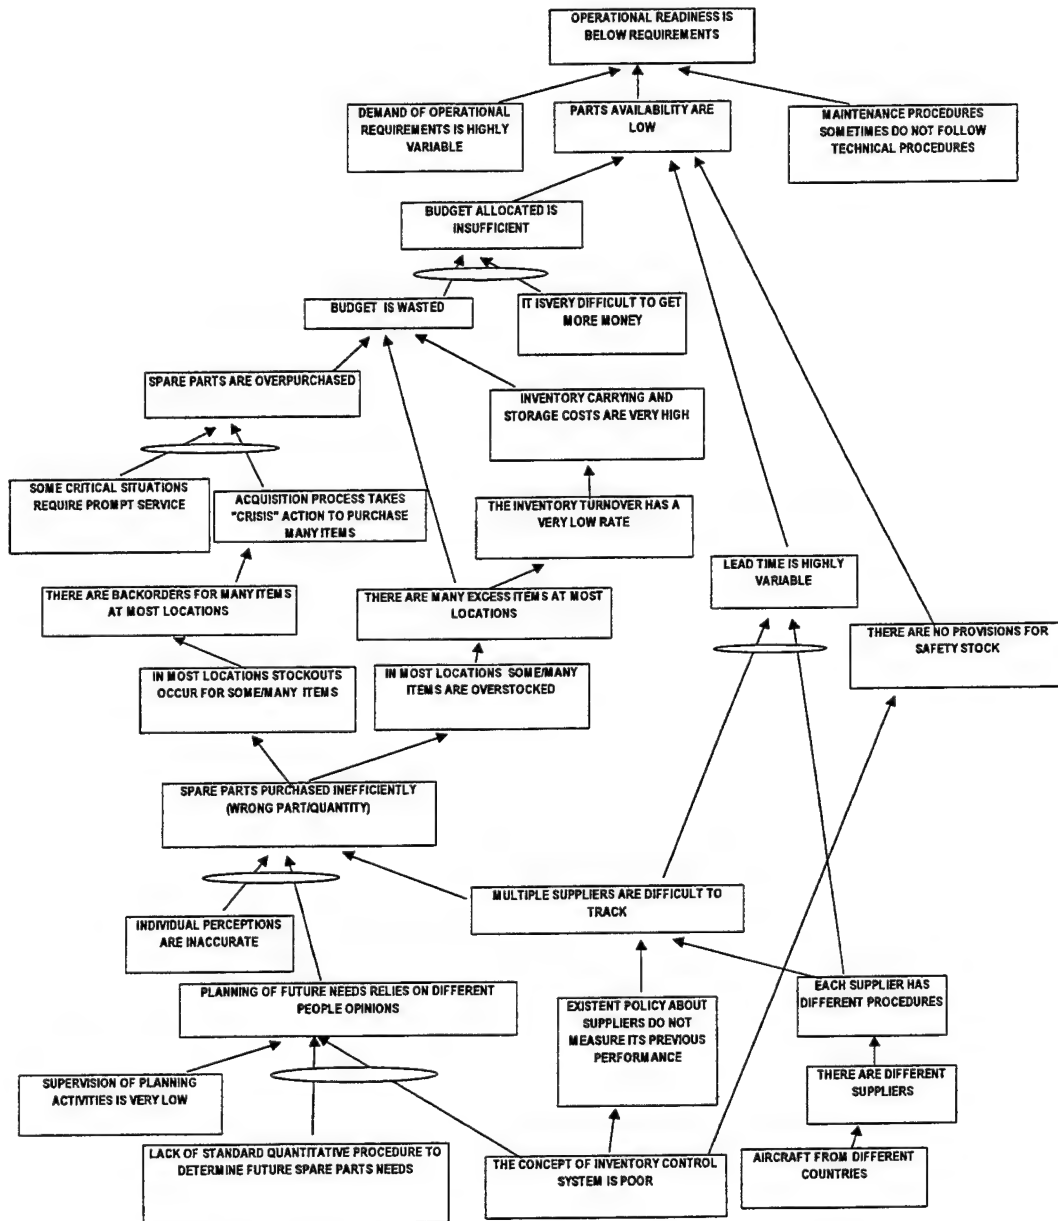 OPERATIONAL READINESS IS
BELOW REQUIREMENTS
DEMAND OF OPERATIONAL
REQUIREMENTS IS HIGHLY
VARIABLE
PARTS AVAILABILITY ARE
LOW
MAINTENANCE PROCEDURES
SOMETIMES DO NOT FOLLOW
TECHNICAL PROCEDURES
BUDGET ALLOCATED IS
INSUFFICIENT
BUDGET IS WASTED
IT ISVERY DIFFICULT TO GET
MORE MONEY
SPARE PARTS ARE OVERPURCHASED
INVENTORY CARRYING AND
STORAGE COSTS ARE VERY HIGH
SOME CRITICAL SITUATIONS
REQUIRE PROMPT SERVICE
ACQUISITION PROCESS TAKES
"CRISIS" ACTION TO PURCHASE
MANY ITEMS
THE INVENTORY TURNOVER HAS A
VERY LOW RATE
LEAD TIME IS HIGHLY
VARIABLE
THERE ARE BACKORDERS FOR MANY ITEMS
AT MOST LOCATIONS
THERE ARE MANY EXCESS ITEMS AT MOST
LOCATIONS
THERE ARE NO PROVISIONS FOR
SAFETY STOCK
IN MOST LOCATIONS STOCKOUTS
OCCUR FOR SOME/MANY ITEMS
IN MOST LOCATIONS SOME/MANY
ITEMS ARE OVERSTOCKED
SPARE PARTS PURCHASED INEFFICIENTLY
(WRONG PART/QUANTITY)
MULTIPLE SUPPLIERS ARE DIFFICULT TO
TRACK
INDIVIDUAL PERCEPTIONS
ARE INACCURATE
PLANNING OF FUTURE NEEDS RELIES ON DIFFERENT
PEOPLE OPINIONS
EXISTENT POLICY ABOUT
SUPPLIERS DO NOT
MEASURE ITS PREVIOUS
PERFORMANCE
EACH SUPPLIER HAS
DIFFERENT PROCEDURES
SUPERVISION OF PLANNING
ACTIVITIES IS VERY LOW
THERE ARE DIFFERENT
SUPPLIERS
LACK OF STANDARD QUANTITATIVE PROCEDURE TO
DETERMINE FUTURE SPARE PARTS NEEDS
THE CONCEPT OF INVENTORY CONTROL
SYSTEM IS POOR
AIRCRAFT FROM DIFFERENT
COUNTRIES